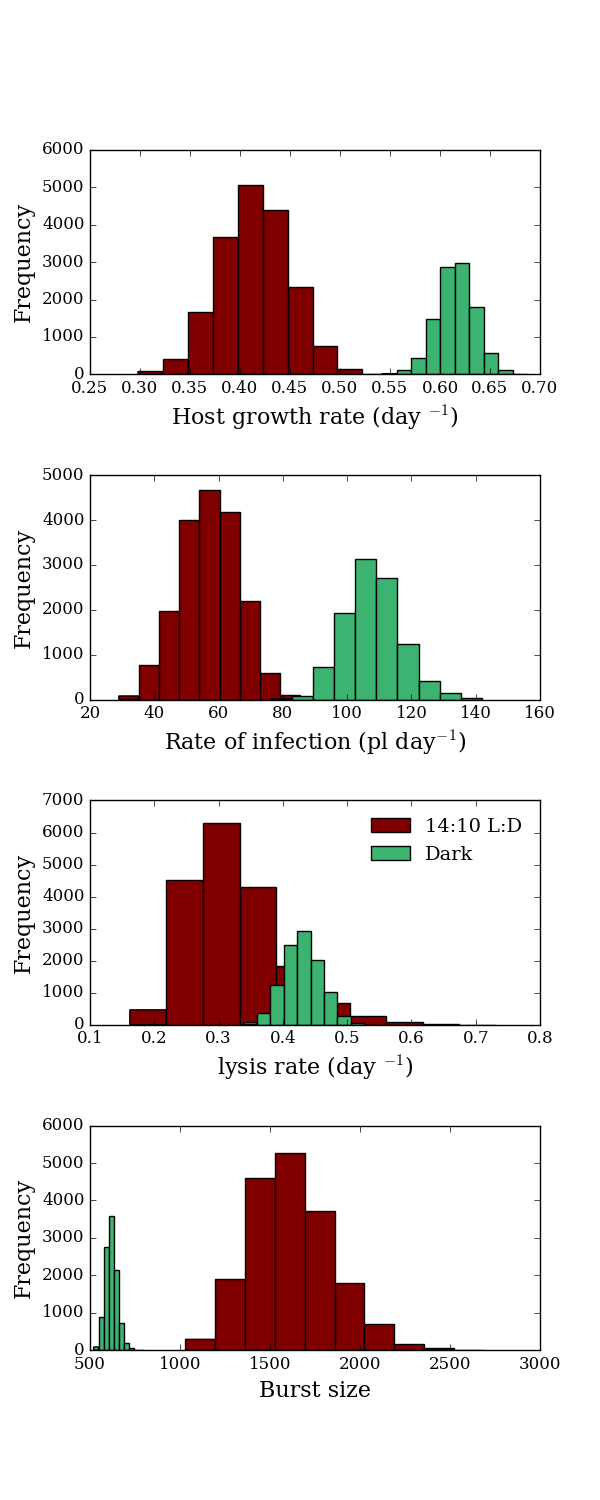 6000
5000
4000
3000
2000
1000
0
Frequency
0.25 0.30 0.35 0.40 0.45 0.50 0.55 0.60 0.65 0.70
Host growth rate (day ⁻¹)
5000
4000
3000
2000
1000
0
Frequency
20 40 60 80 100 120 140 160
Rate of infection (pl day⁻¹)
7000
6000
5000
4000
3000
2000
1000
0
Frequency
14:10 L:D
Dark
0.1 0.2 0.3 0.4 0.5 0.6 0.7 0.8
lysis rate (day ⁻¹)
6000
5000
4000
3000
2000
1000
0
Frequency
500 1000 1500 2000 2500 3000
Burst size